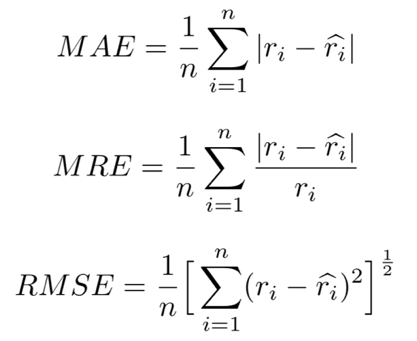 MAE = \frac{1}{n} \sum_{i=1}^{n} |r_i - \widehat{r_i}|
MRE = \frac{1}{n} \sum_{i=1}^{n} \frac{|r_i - \widehat{r_i}|}{r_i}
RMSE = \frac{1}{n} \Big[ \sum_{i=1}^{n} (r_i - \widehat{r_i})^2 \Big]^{\frac{1}{2}}